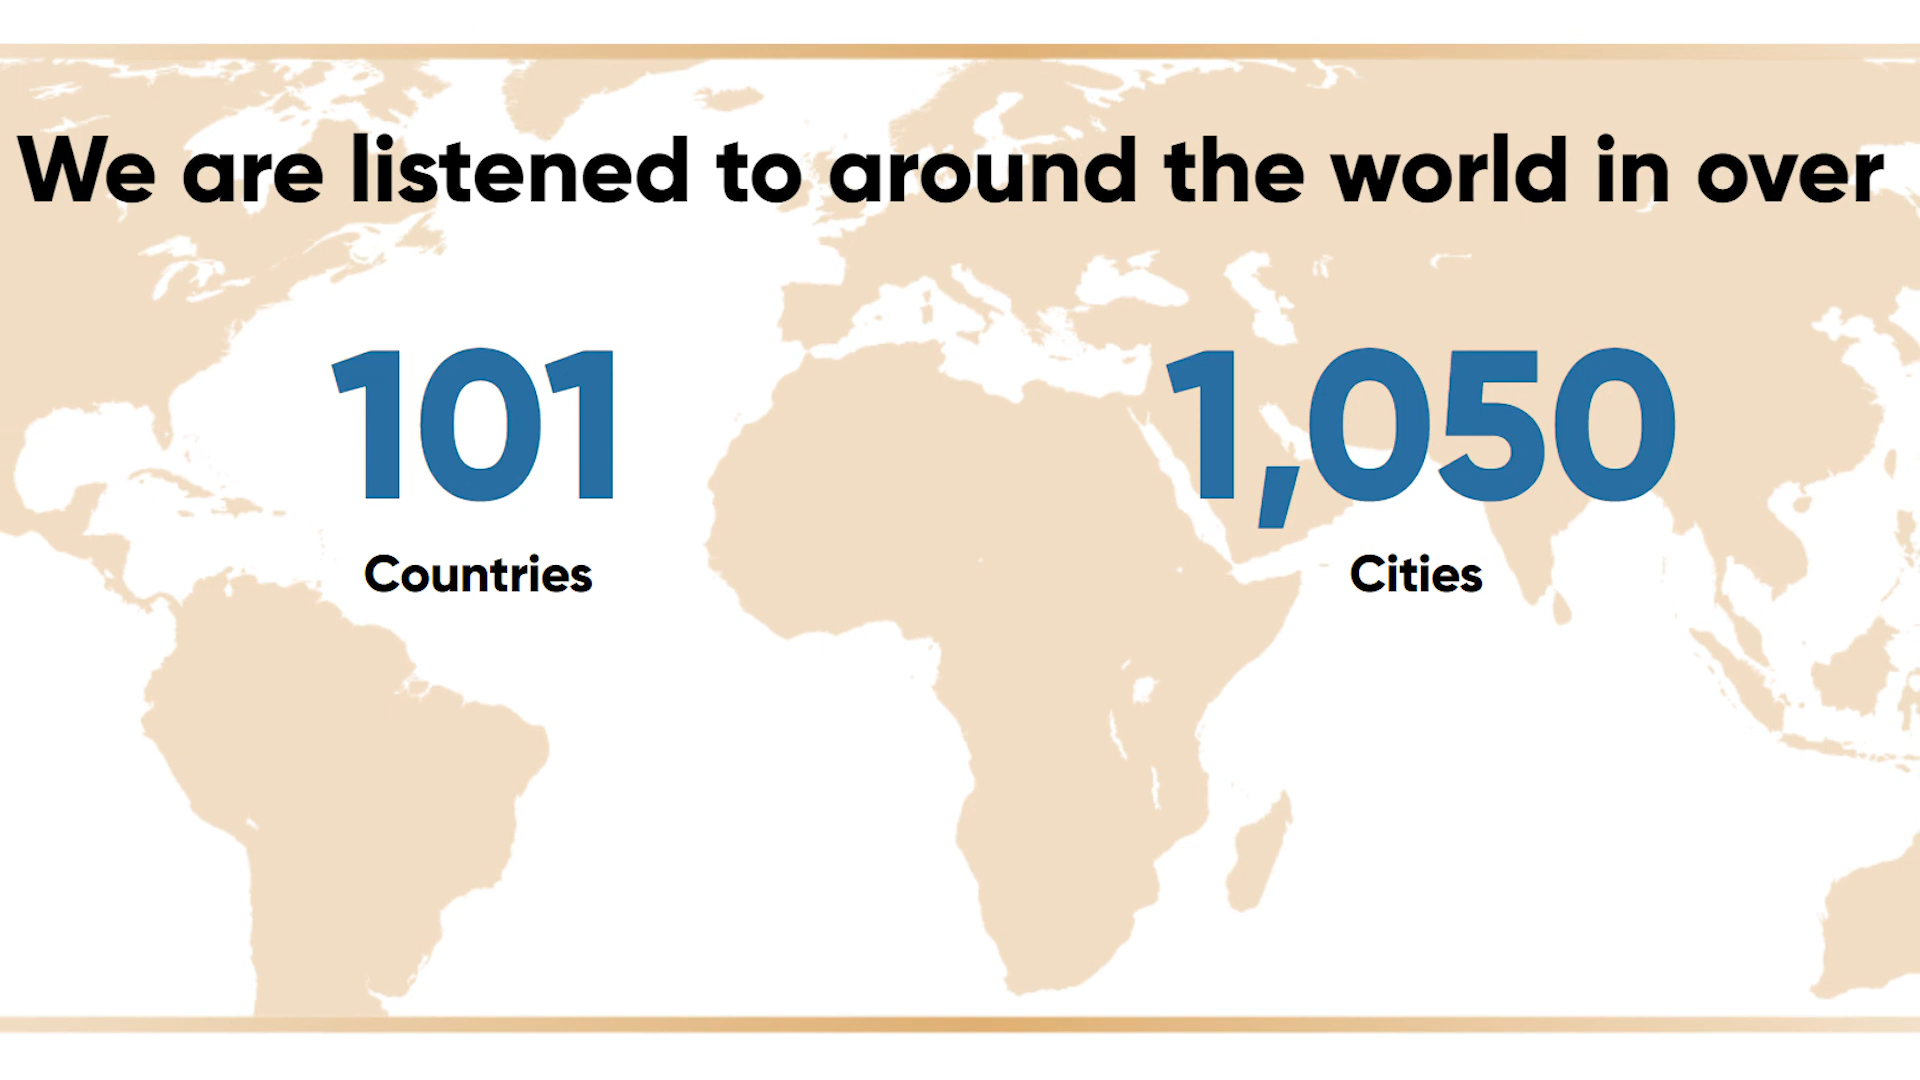 We are listened to around the world in over
101 1,050
Countries Cities